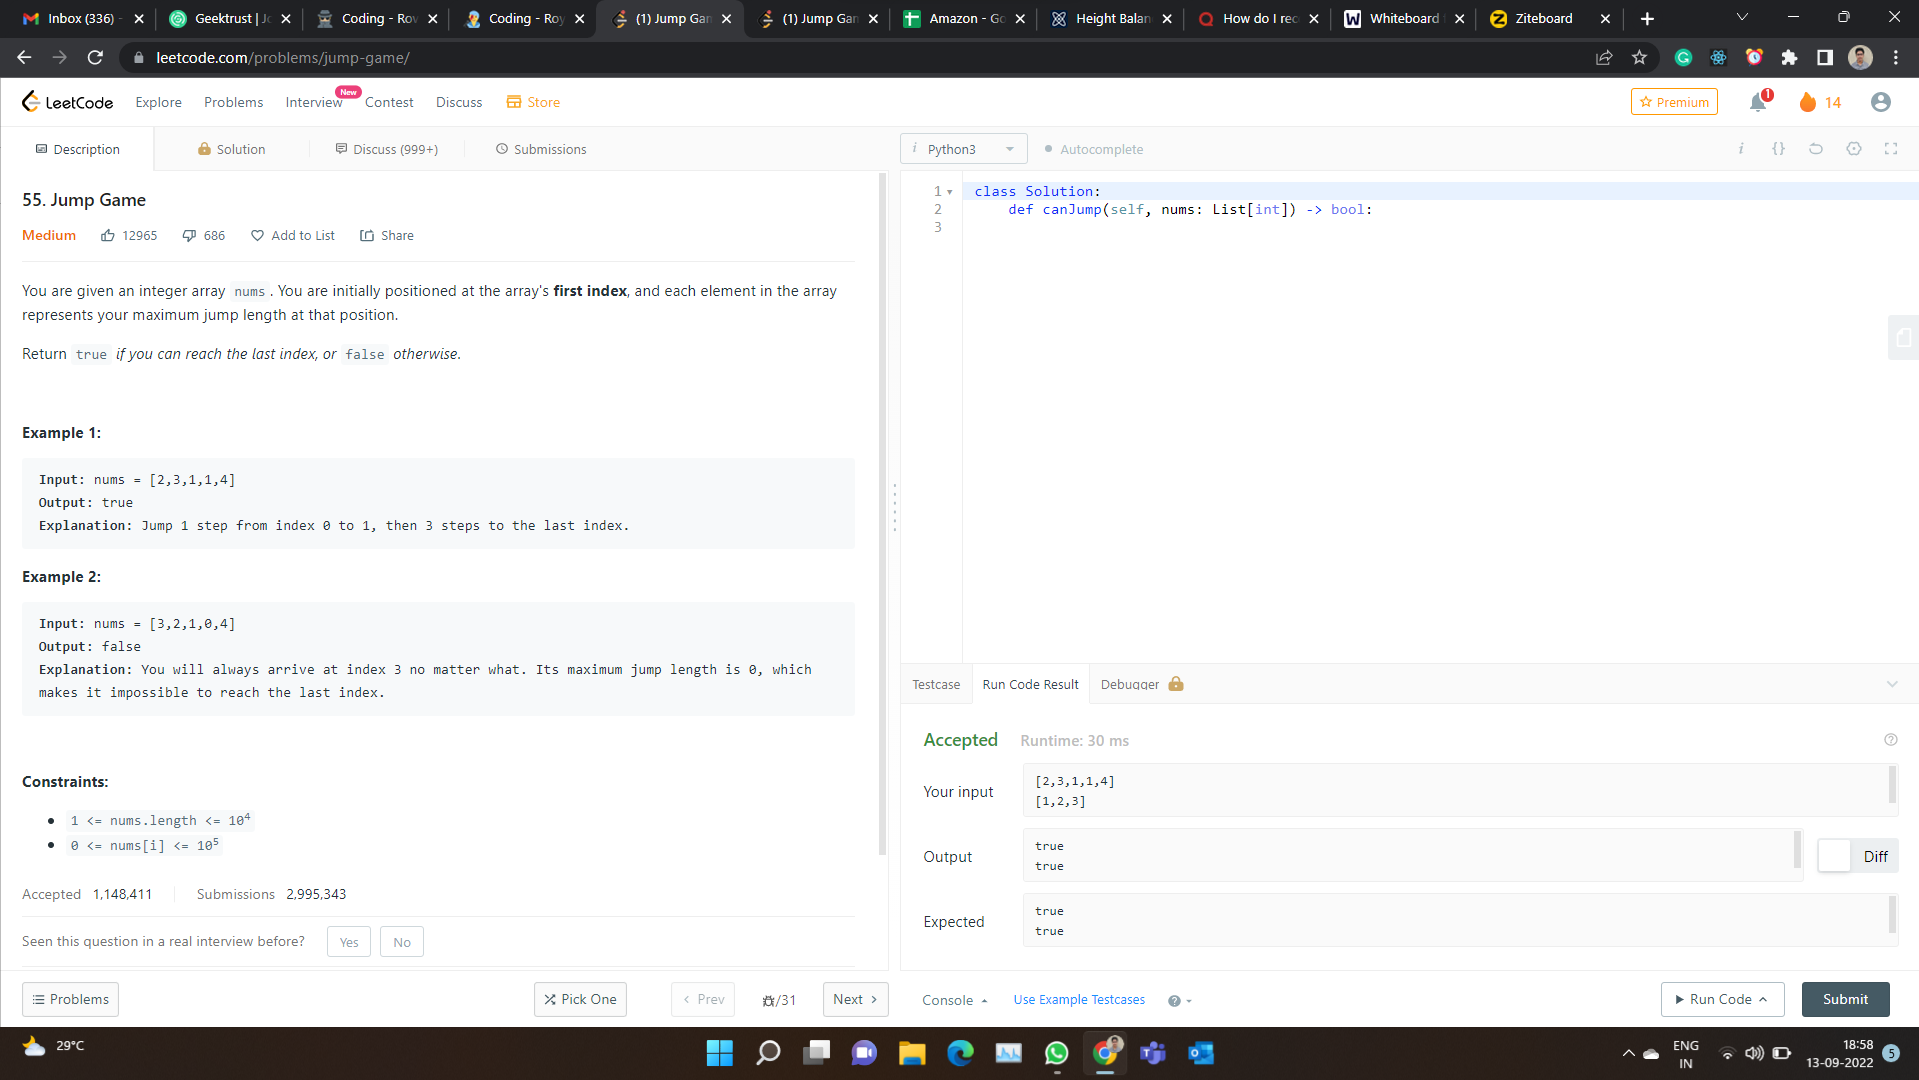 Inbox (336) -
Geektrust | Jo
Coding - Rov
Coding - Roy
(1) Jump Gam
(1) Jump Gam
Amazon - Go
Height Balan
How do I rec
Whiteboard
Ziteboard
leetcode.com/problems/jump-game/
LeetCode
Explore
Problems
Interview
New
Contest
Discuss
Store
Premium
1
14
Description
Solution
Discuss (999+)
Submissions
i Python3
Autocomplete
i {}
55. Jump Game
Medium 12965 686 Add to List Share
You are given an integer array nums. You are initially positioned at the array's first index, and each element in the array
represents your maximum jump length at that position.
Return true if you can reach the last index, or false otherwise.
Example 1:
Input: nums = [2,3,1,1,4]
Output: true
Explanation: Jump 1 step from index 0 to 1, then 3 steps to the last index.
Example 2:
Input: nums = [3,2,1,0,4]
Output: false
Explanation: You will always arrive at index 3 no matter what. Its maximum jump length is 0, which
makes it impossible to reach the last index.
Constraints:
1 <= nums.length <= 10⁴
0 <= nums[i] <= 10⁵
Accepted 1,148,411 Submissions 2,995,343
Seen this question in a real interview before? Yes No
Problems
Pick One
Prev
/31
Next
1 class Solution:
2 def canJump(self, nums: List[int]) -> bool:
3
Testcase
Run Code Result
Debugger
Accepted Runtime: 30 ms
Your input
[2,3,1,1,4]
[1,2,3]
Output
true
true
Diff
Expected
true
true
Console
Use Example Testcases
Run Code
Submit
29°C
ENG
IN
18:58
13-09-2022
5